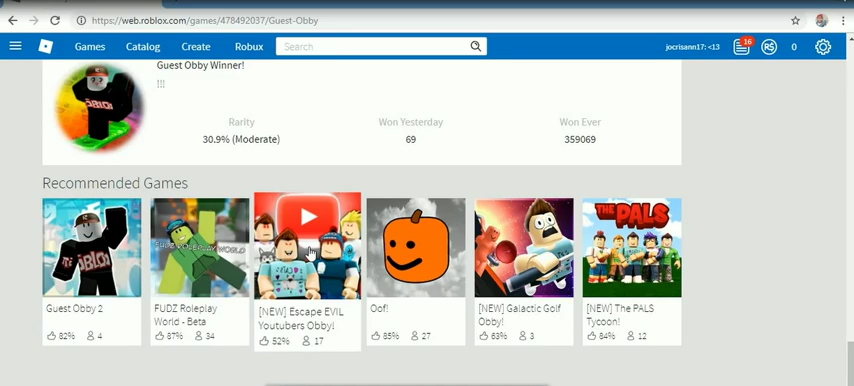 https://web.roblox.com/games/478492037/Guest-Obby
Games Catalog Create Robux Search jocrisann17: <13 16 R$ 0
Guest Obby Winner!
!!!
Rarity Won Yesterday Won Ever
30.9% (Moderate) 69 359069
Recommended Games
THE PALS
FUDZ ROLEPLAY WORLD
Guest Obby 2
82% 4
FUDZ Roleplay
World - Beta
87% 34
[NEW] Escape EVIL
Youtubers Obby!
52% 17
Oof!
85% 27
[NEW] Galactic Golf
Obby!
63% 3
[NEW] The PALS
Tycoon!
84% 12